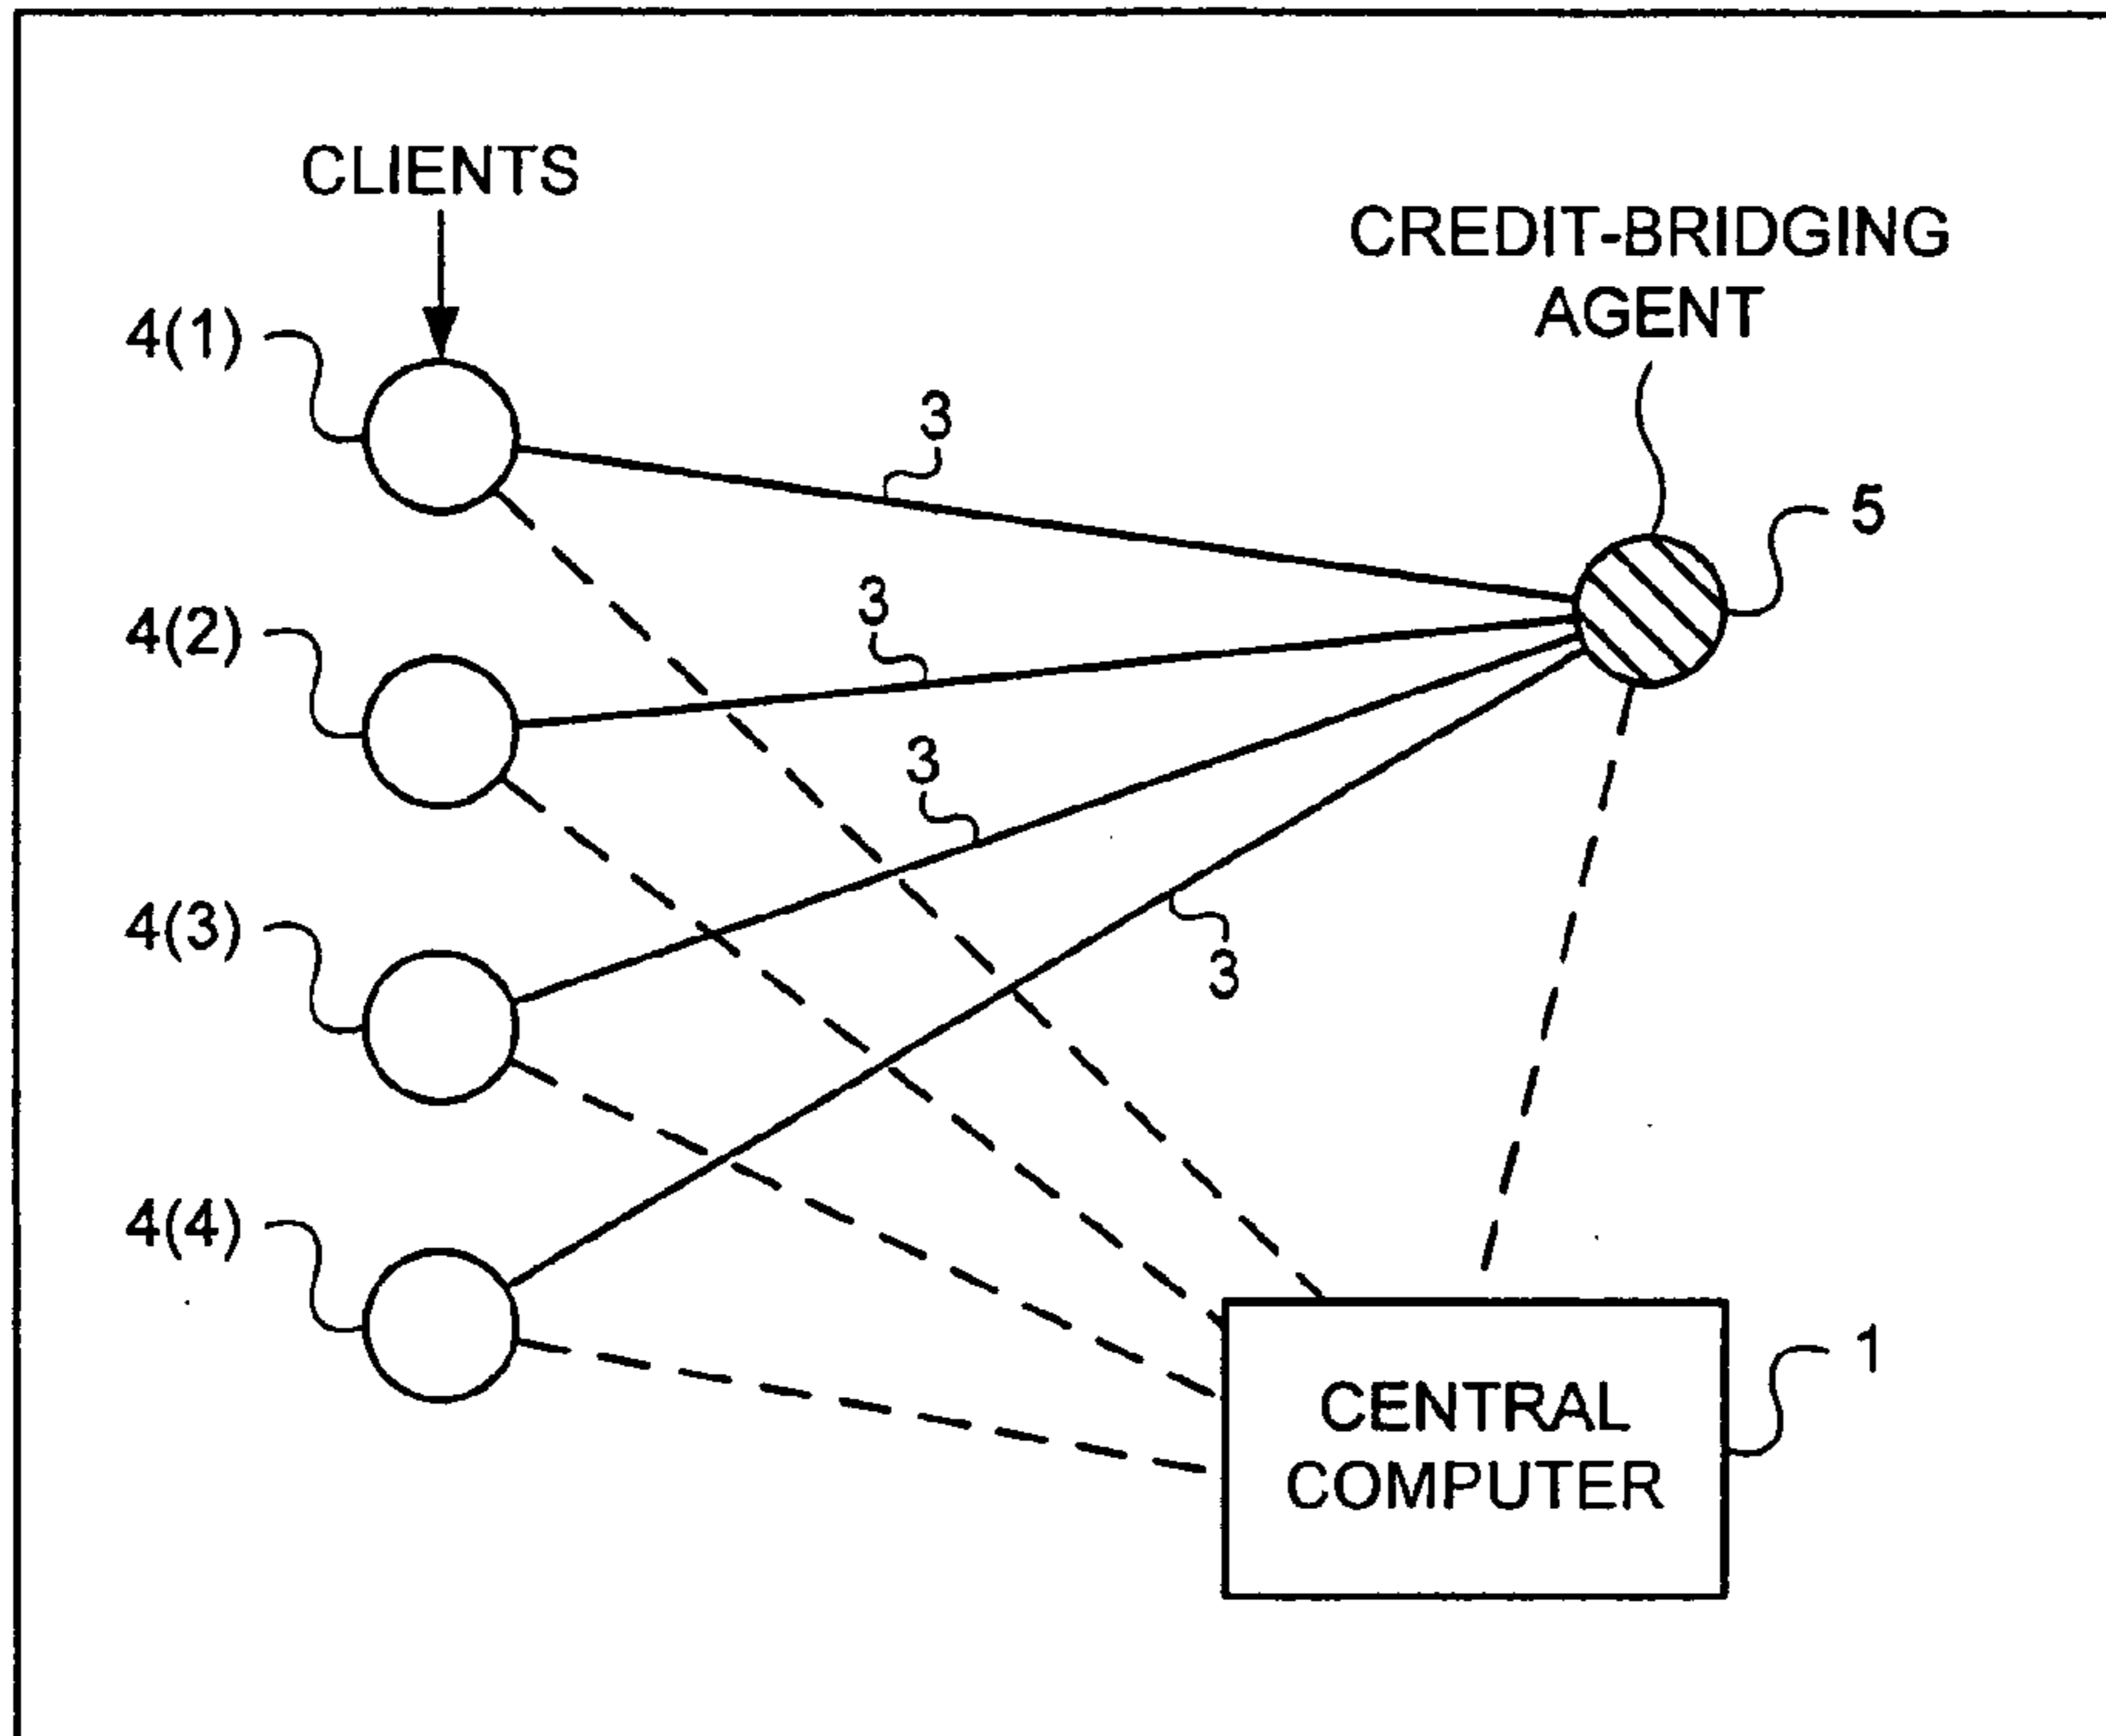 CLIENTS
CREDIT-BRIDGING
AGENT
4(1)
3
5
3
4(2)
3
4(3)
3
4(4)
1
CENTRAL
COMPUTER